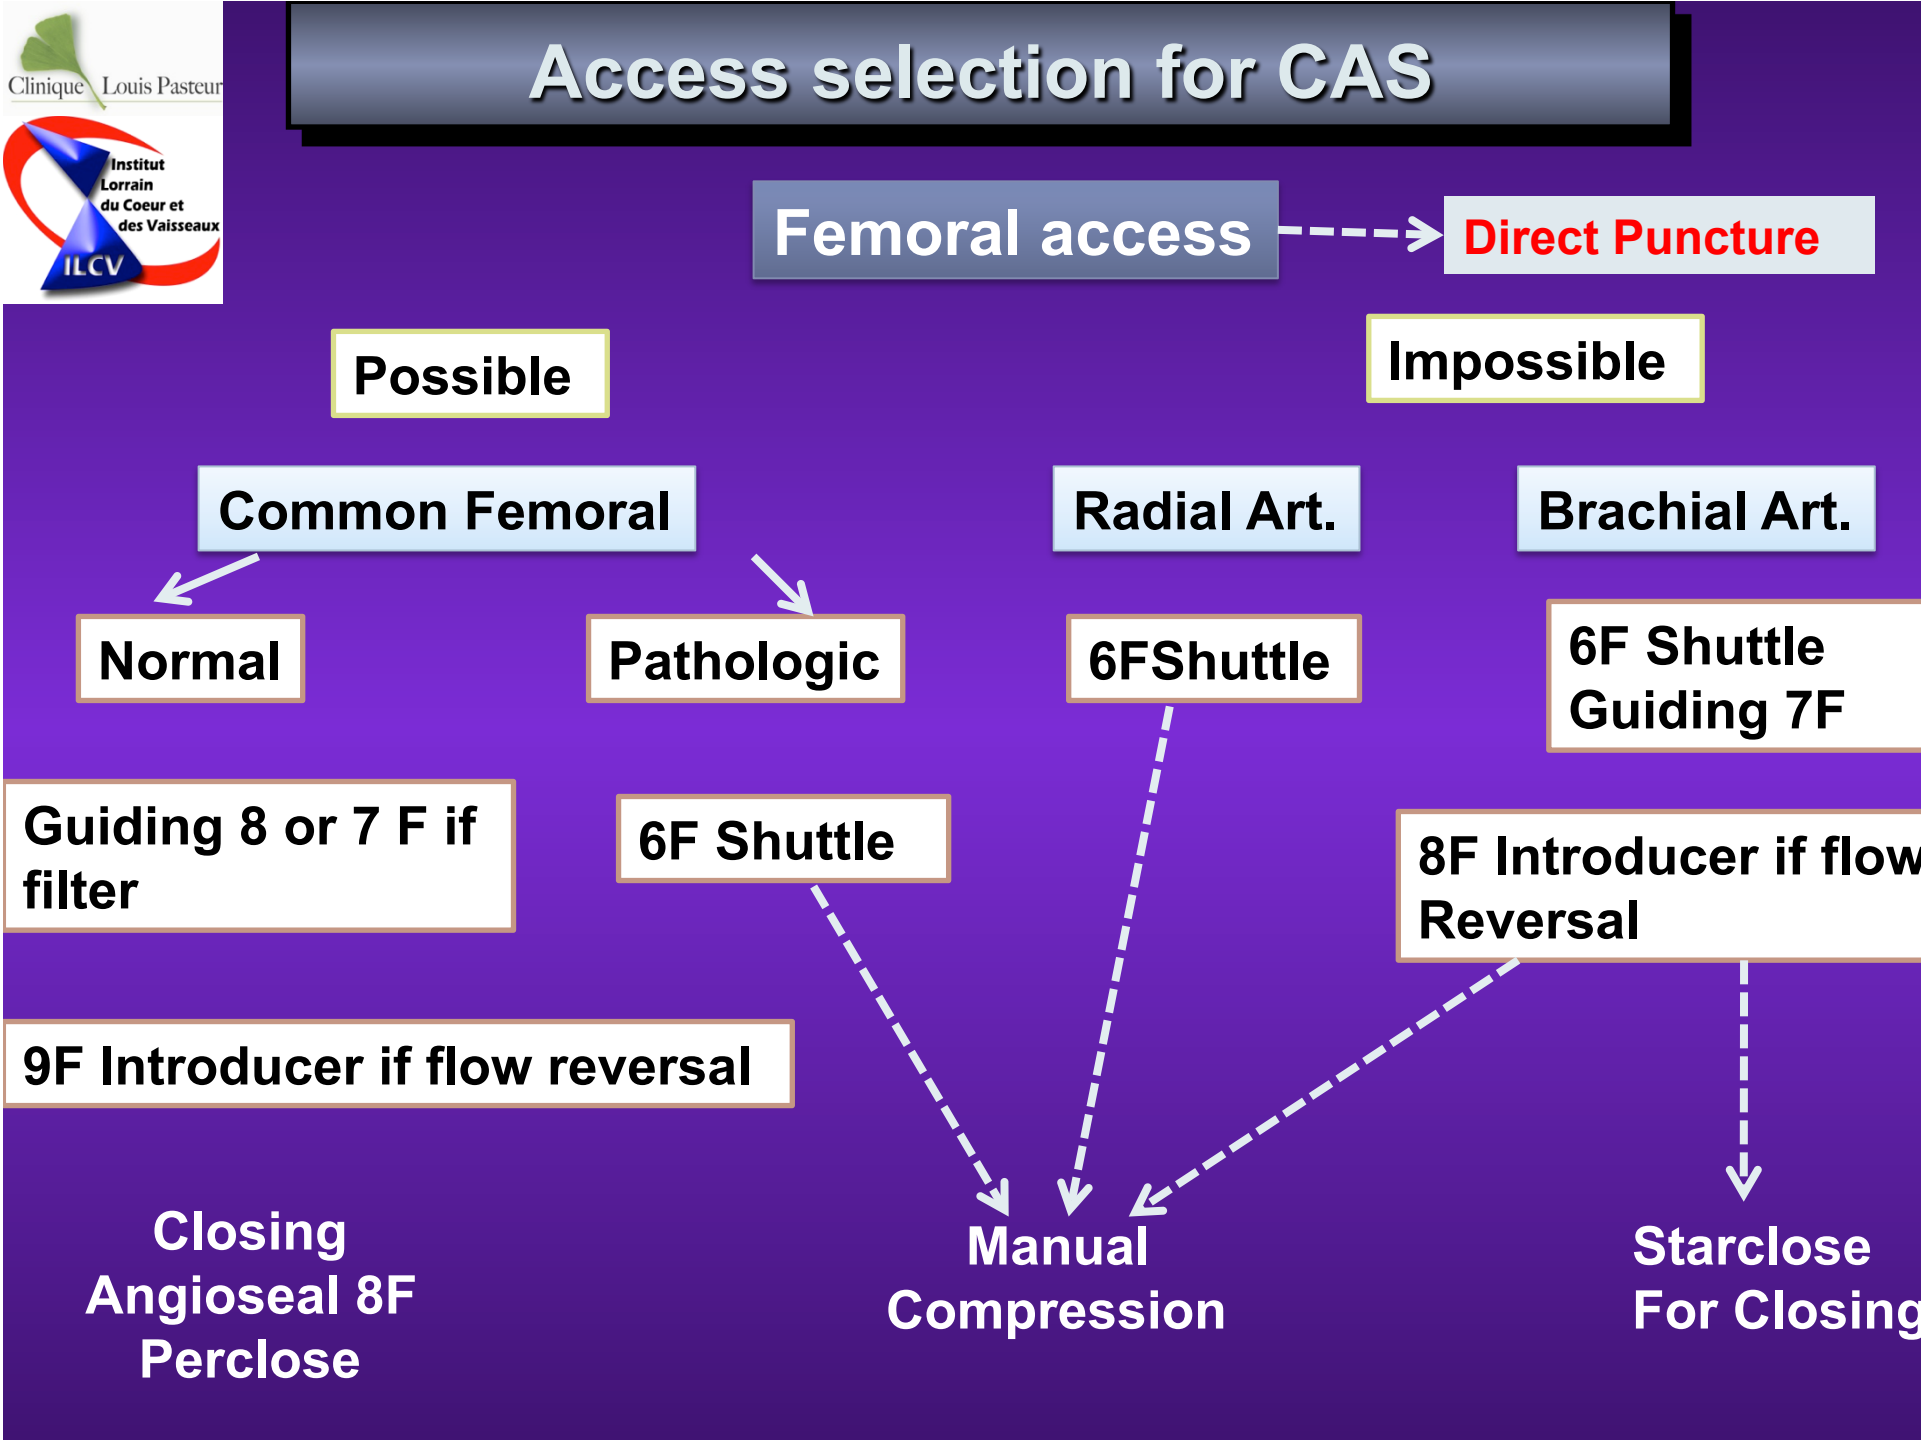 Clinique Louis Pasteur
Institut
Lorrain
du Coeur et
des Vaisseaux
ILCV
Access selection for CAS
Femoral access
Direct Puncture
Possible
Impossible
Common Femoral
Radial Art.
Brachial Art.
Normal
Pathologic
6FShuttle
6F Shuttle
Guiding 7F
Guiding 8 or 7 F if
filter
6F Shuttle
8F Introducer if flow
Reversal
9F Introducer if flow reversal
Closing
Angioseal 8F
Perclose
Manual
Compression
Starclose
For Closing